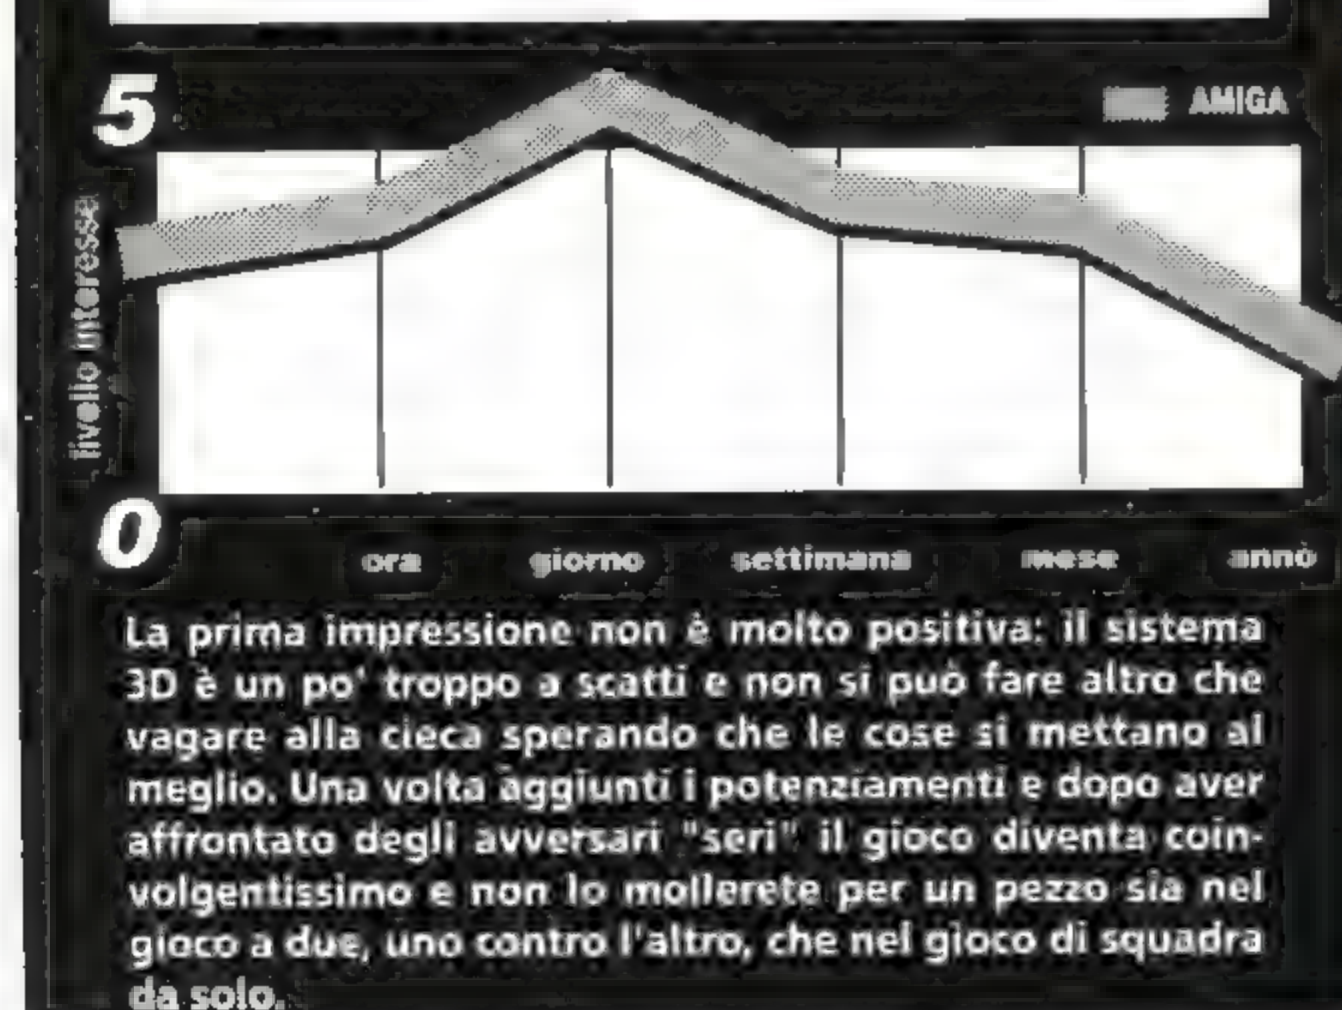 5
AMIGA
livello interesse
0
ora giorno settimana mese anno
La prima impressione non è molto positiva: il sistema
3D è un po' troppo a scatti e non si può fare altro che
vagare alla cieca sperando che le cose si mettano al
meglio. Una volta aggiunti i potenziamenti e dopo aver
affrontato degli avversari "seri" il gioco diventa coin-
volgentissimo e non lo mollerete per un pezzo sia nel
gioco a due, uno contro l'altro, che nel gioco di squadra
da solo.